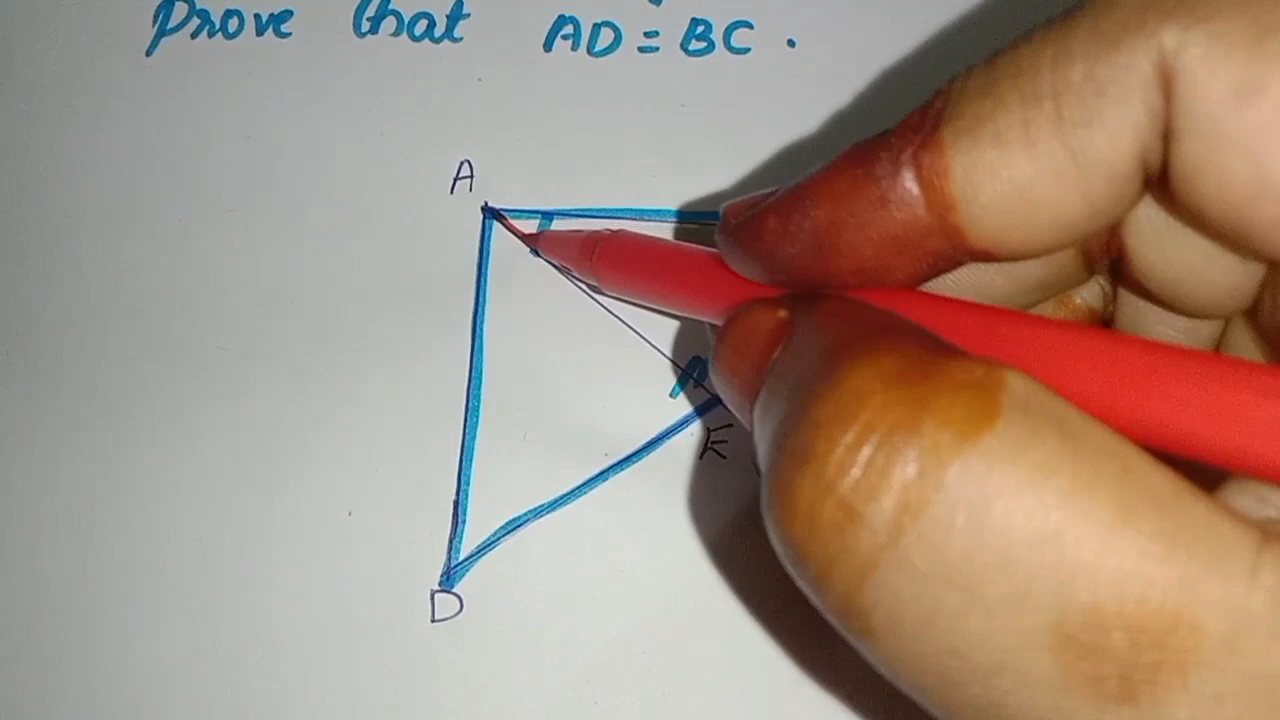 Prove that AD = BC .
A
E
D